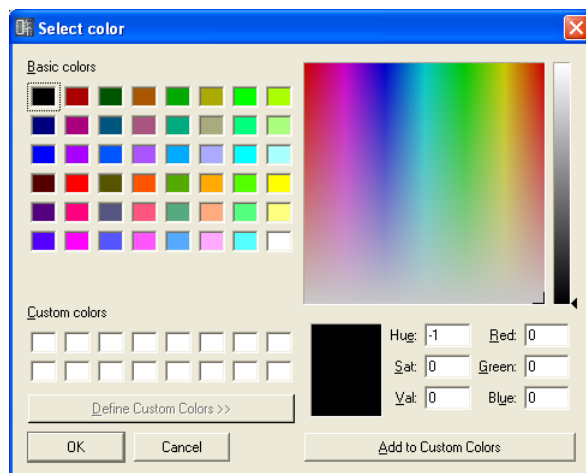 Select color
Basic colors
Custom colors
Define Custom Colors >>
OK
Cancel
Hue: -1
Red: 0
Sat: 0
Green: 0
Val: 0
Blue: 0
Add to Custom Colors